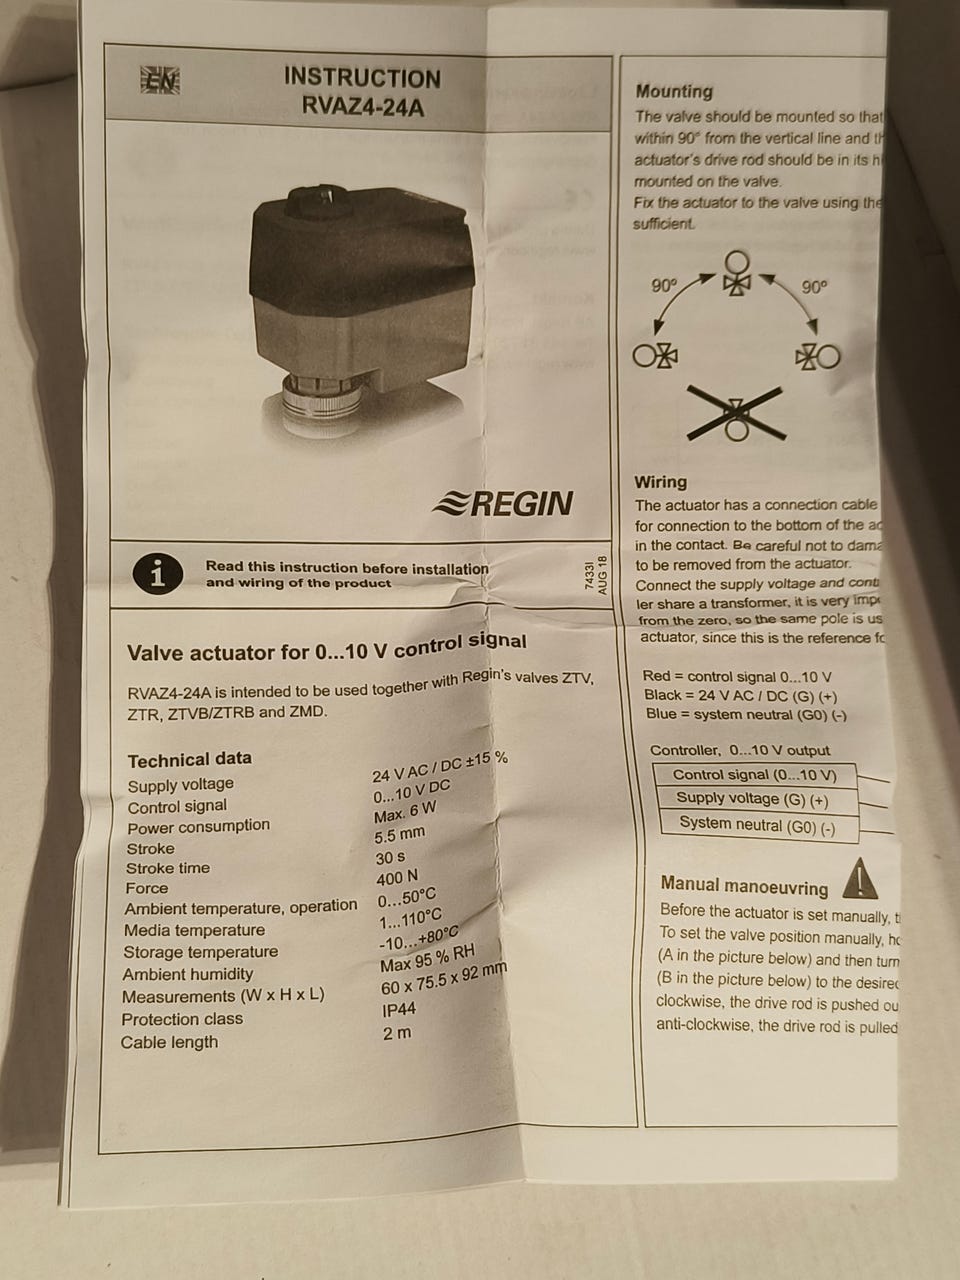 EN
INSTRUCTION
RVAZ4-24A
REGIN
i
Read this instruction before installation
and wiring of the product
7433I
AUG 18
Valve actuator for 0...10 V control signal
RVAZ4-24A is intended to be used together with Regin's valves ZTV,
ZTR, ZTVB/ZTRB and ZMD.
Technical data
Supply voltage 24 V AC / DC ±15 %
Control signal 0...10 V DC
Power consumption Max. 6 W
Stroke 5.5 mm
Stroke time 30 s
Force 400 N
Ambient temperature, operation 0...50°C
Media temperature 1...110°C
Storage temperature -10...+80°C
Ambient humidity Max 95 % RH
Measurements (W x H x L) 60 x 75.5 x 92 mm
Protection class IP44
Cable length 2 m
Mounting
The valve should be mounted so that
within 90° from the vertical line and
actuator's drive rod should be in its
mounted on the valve.
Fix the actuator to the valve using the
sufficient.
90°
90°
Wiring
The actuator has a connection cable
for connection to the bottom of the
in the contact. Be careful not to
to be removed from the actuator.
Connect the supply voltage and
ler share a transformer, it is very
from the zero, so the same pole is
actuator, since this is the reference
Red = control signal 0...10 V
Black = 24 V AC / DC (G) (+)
Blue = system neutral (G0) (-)
Controller, 0...10 V output
Control signal (0...10 V)
Supply voltage (G) (+)
System neutral (G0) (-)
Manual manoeuvring
!
Before the actuator is set manually,
To set the valve position manually,
(A in the picture below) and then turn
(B in the picture below) to the
clockwise, the drive rod is pushed
anti-clockwise, the drive rod is pulled